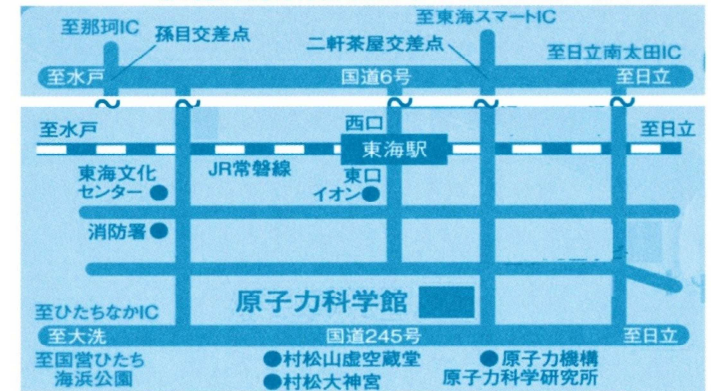 至那珂IC
孫目交差点
至東海スマートIC
二軒茶屋交差点
至日立南太田IC
至水戸
国道6号
至日立
至水戸
西口
至日立
東海駅
JR常磐線
東海文化
センター
東口
イオン
消防署
原子力科学館
至ひたちなかIC
至大洗
国道245号
至日立
至国営ひたち
海浜公園
村松山虚空蔵堂
村松大神宮
原子力機構
原子力科学研究所